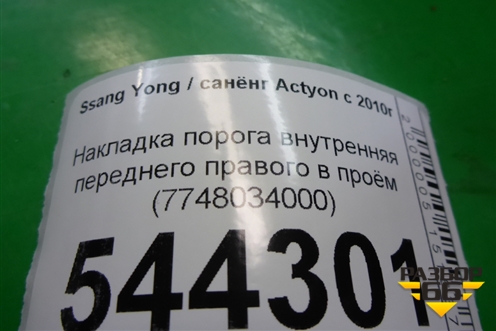 Ssang Yong / санёнг Actyon с 2010г
Накладка порога внутренняя
переднего правого в проём
(7748034000)
544301
РАЗБОР
66